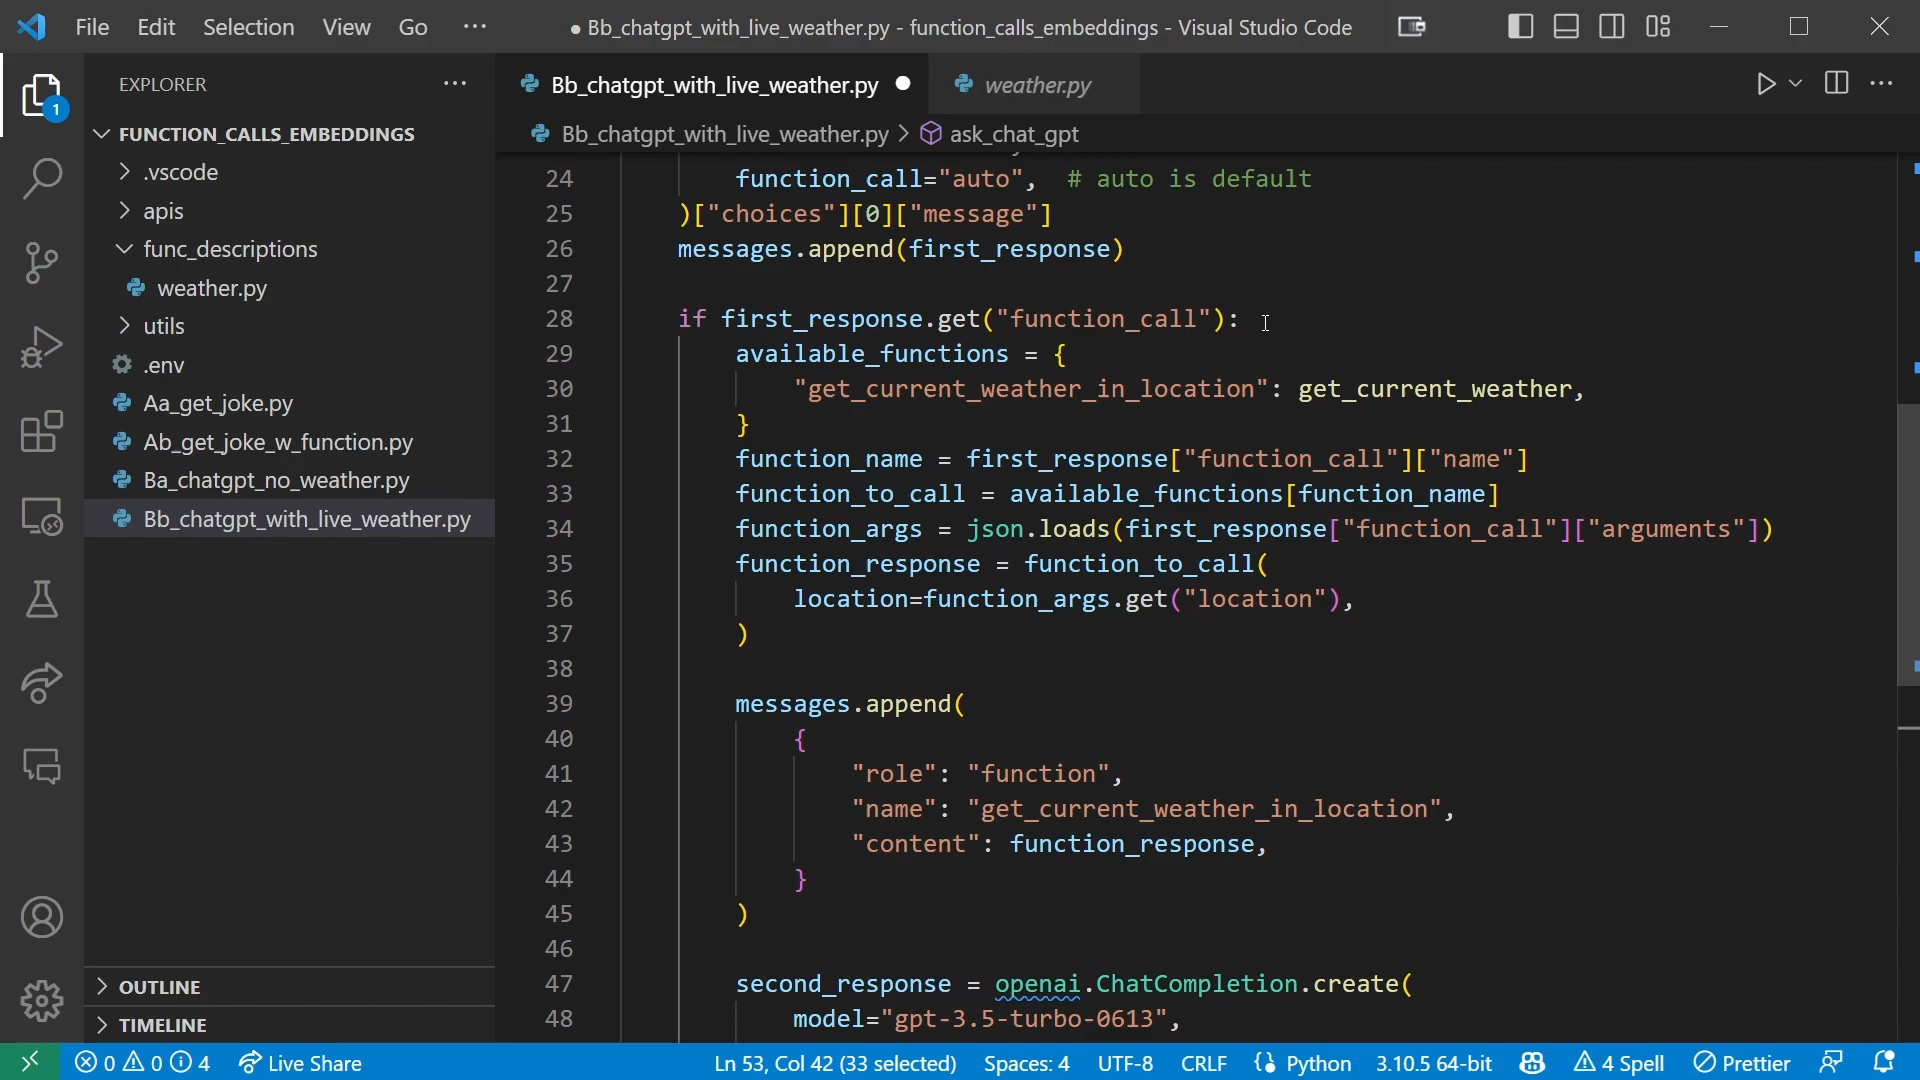 File Edit Selection View Go ··· ● Bb_chatgpt_with_live_weather.py - function_calls_embeddings - Visual Studio Code
EXPLORER ···
Bb_chatgpt_with_live_weather.py ●
weather.py
Bb_chatgpt_with_live_weather.py > ask_chat_gpt
1
FUNCTION_CALLS_EMBEDDINGS
.vscode
apis
func_descriptions
weather.py
utils
.env
Aa_get_joke.py
Ab_get_joke_w_function.py
Ba_chatgpt_no_weather.py
Bb_chatgpt_with_live_weather.py
OUTLINE
TIMELINE
24 function_call="auto", # auto is default
25 )["choices"][0]["message"]
26 messages.append(first_response)
27
28 if first_response.get("function_call"):
29 available_functions = {
30 "get_current_weather_in_location": get_current_weather,
31 }
32 function_name = first_response["function_call"]["name"]
33 function_to_call = available_functions[function_name]
34 function_args = json.loads(first_response["function_call"]["arguments"])
35 function_response = function_to_call(
36 location=function_args.get("location"),
37 )
38
39 messages.append(
40 {
41 "role": "function",
42 "name": "get_current_weather_in_location",
43 "content": function_response,
44 }
45 )
46
47 second_response = openai.ChatCompletion.create(
48 model="gpt-3.5-turbo-0613",
0 0 4 Live Share Ln 53, Col 42 (33 selected) Spaces: 4 UTF-8 CRLF {} Python 3.10.5 64-bit 4 Spell Prettier